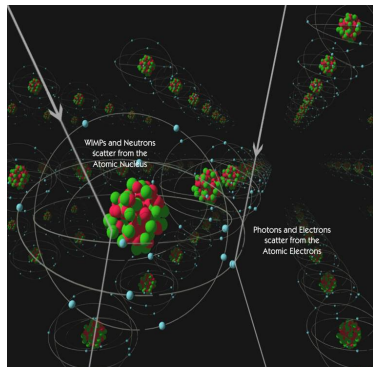 WIMPs and Neutrons
scatter from the
Atomic Nucleus
Photons and Electrons
scatter from the
Atomic Electrons